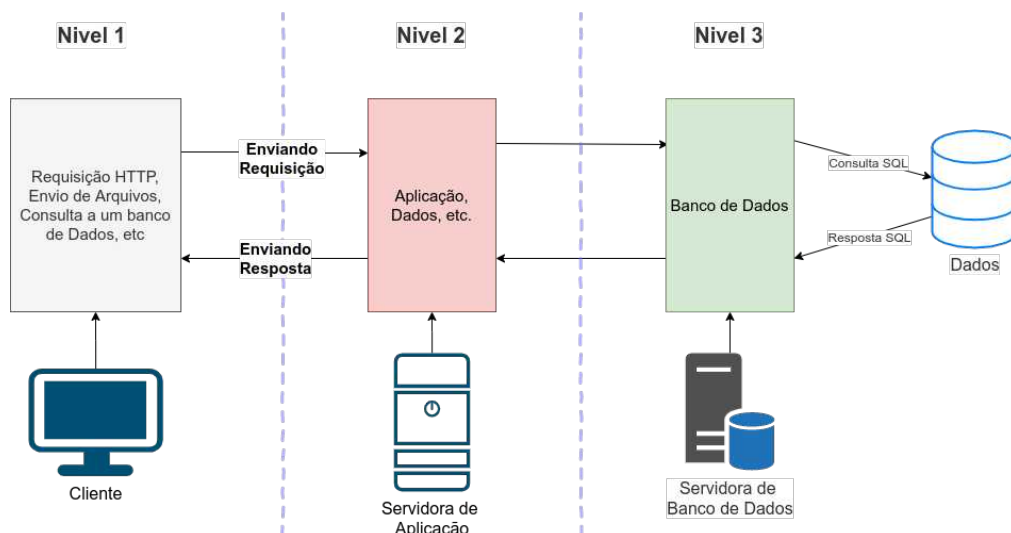 Nivel 1
Nivel 2
Nivel 3
Requisição HTTP,
Envio de Arquivos,
Consulta a um banco
de Dados, etc
Enviando
Requisição
Enviando
Resposta
Aplicação,
Dados, etc.
Banco de Dados
Consulta SQL
Resposta SQL
Dados
Cliente
Servidora de
Aplicação
Servidora de
Banco de Dados